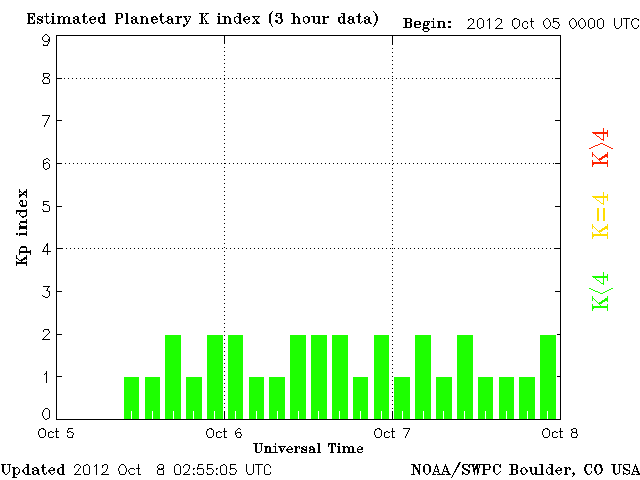 Estimated Planetary K index (3 hour data) Begin: 2012 Oct 05 0000 UTC
9
8
7
6
5
4
3
2
1
0
Kp index
K>4
K=4
K<4
Oct 5 Oct 6 Oct 7 Oct 8
Universal Time
Updated 2012 Oct 8 02:55:05 UTC NOAA/SWPC Boulder, CO USA